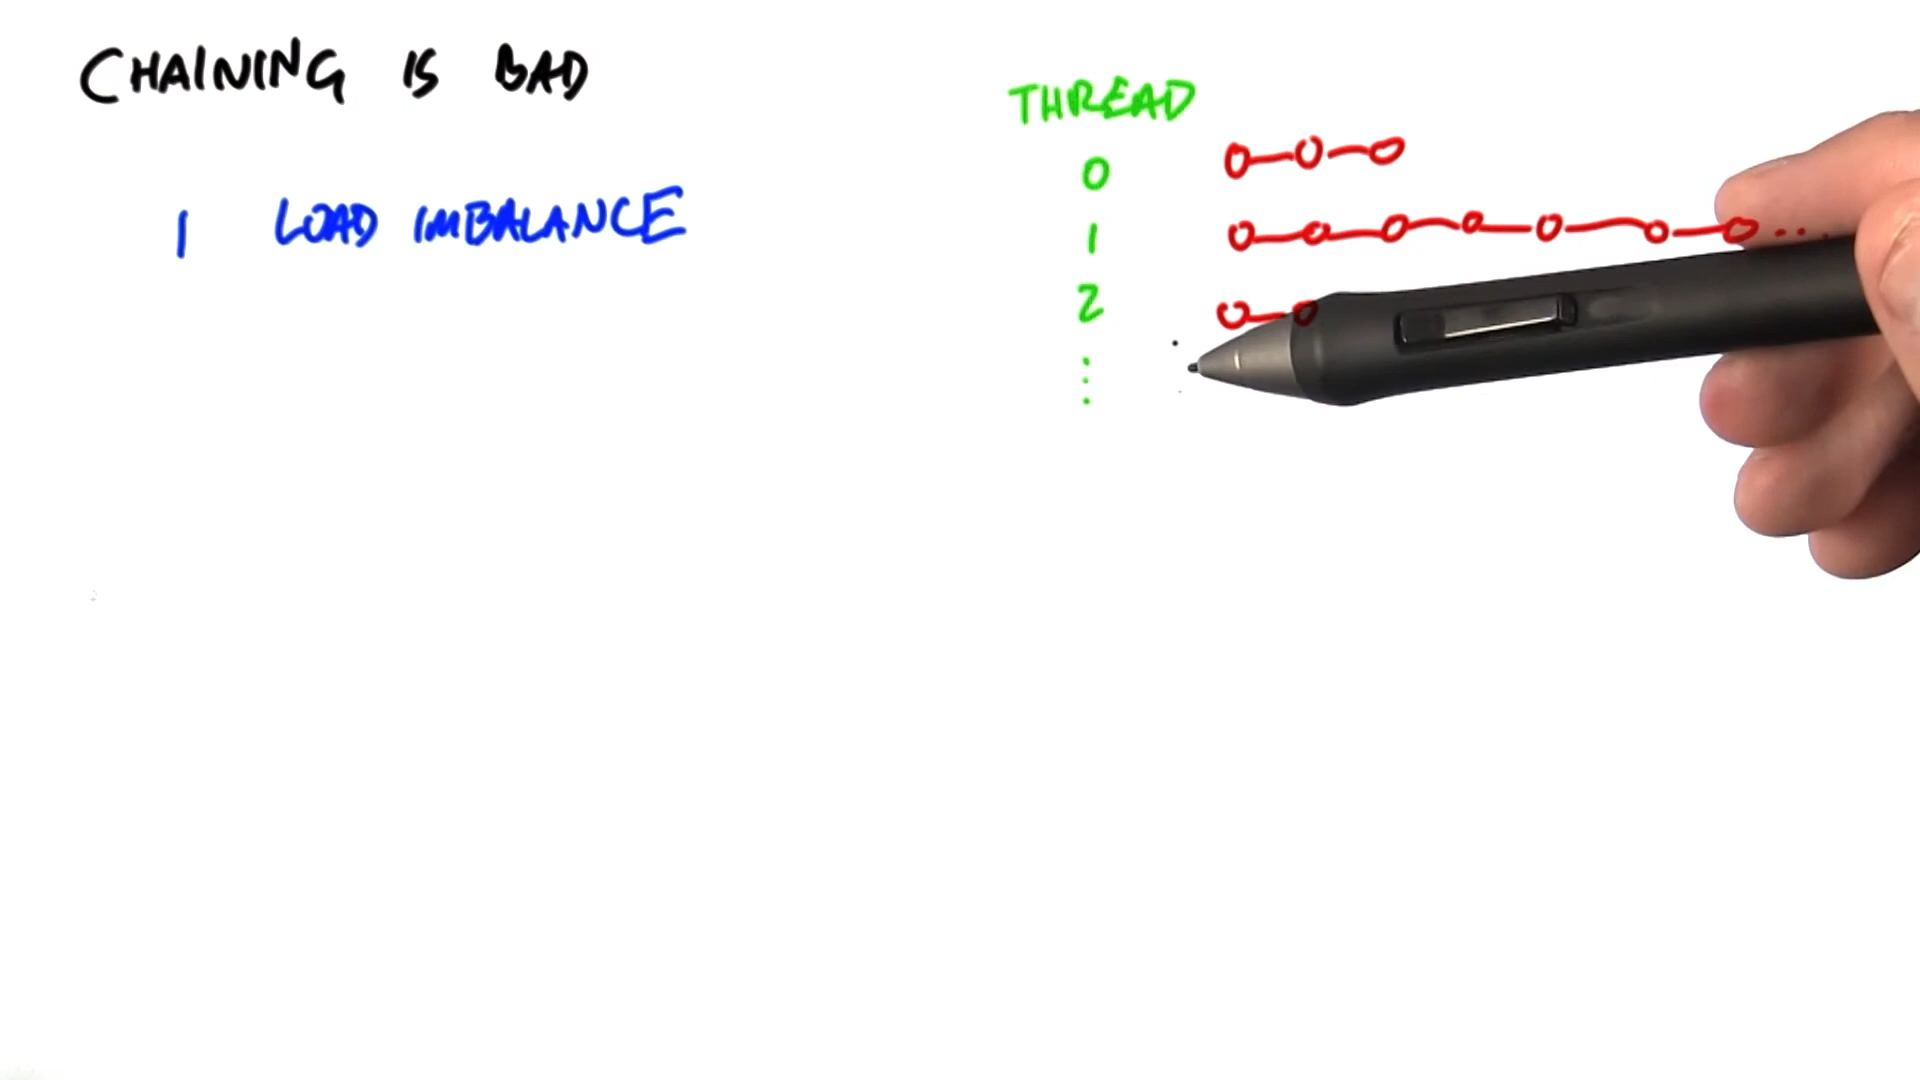 CHAINING IS BAD
1 LOAD IMBALANCE
THREAD
0
1
2